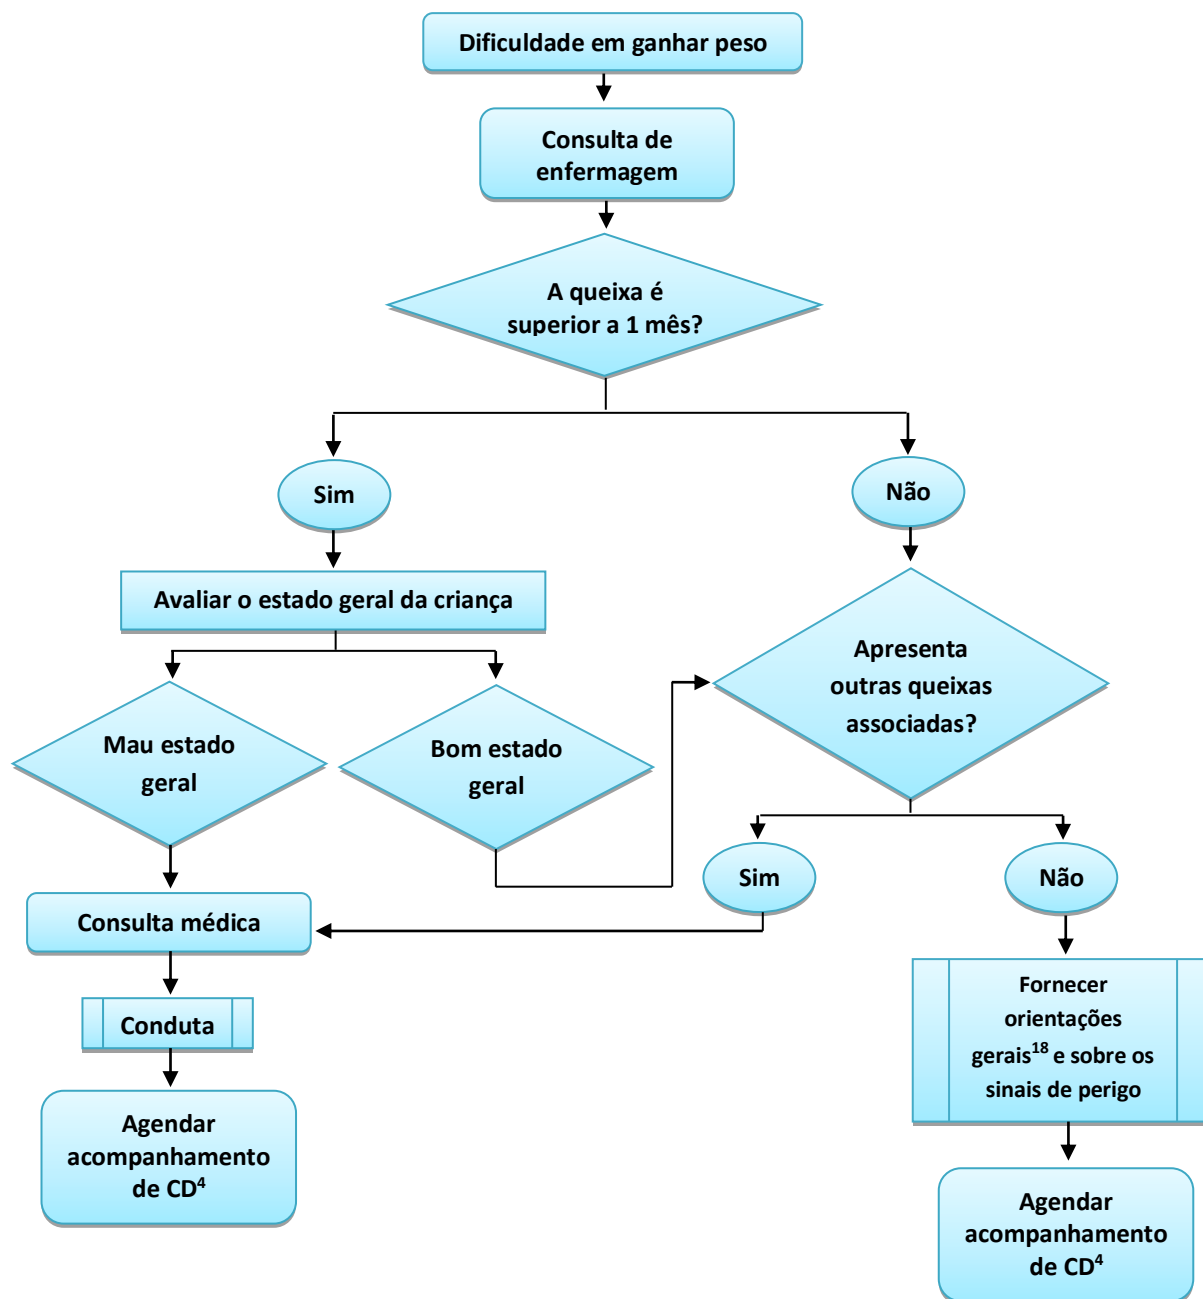 Dificuldade em ganhar peso
Consulta de
enfermagem
A queixa é
superior a 1 mês?
Sim
Não
Avaliar o estado geral da criança
Apresenta
outras queixas
associadas?
Mau estado
geral
Bom estado
geral
Sim
Não
Consulta médica
Fornecer
orientações
gerais¹⁸ e sobre os
sinais de perigo
Conduta
Agendar
acompanhamento
de CD⁴
Agendar
acompanhamento
de CD⁴